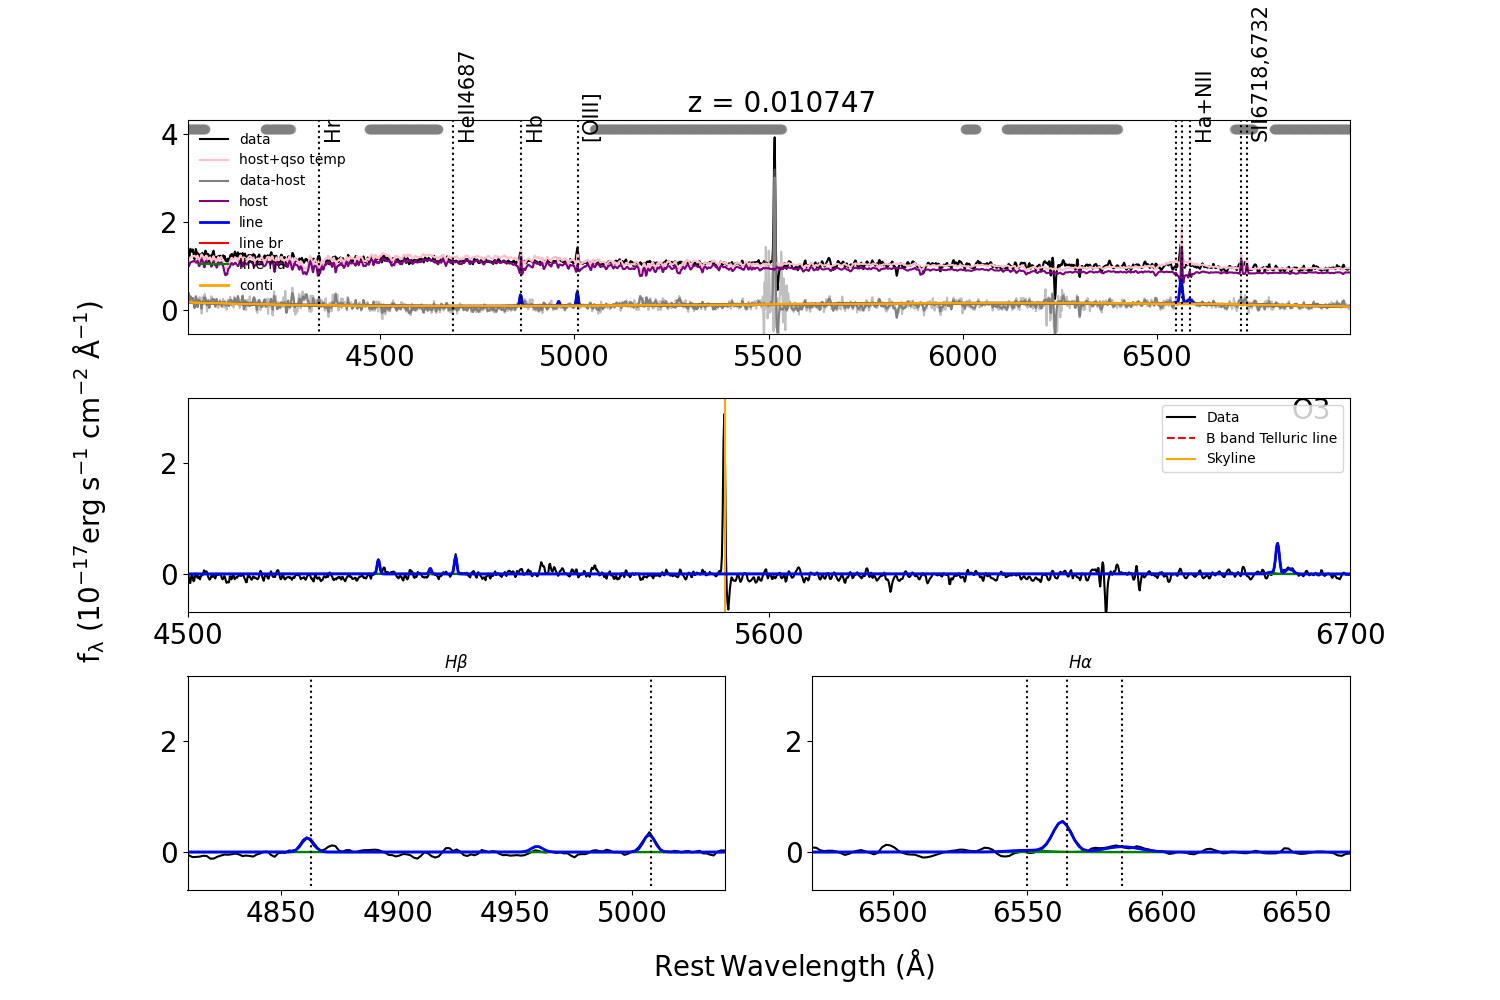 z = 0.010747
Hr
HeII4687
Hb
[OIII]
Ha+NII
SII6718,6732
data
host+qso temp
data-host
host
line
line br
conti
4
2
0
4500
5000
5500
6000
6500
O3
Data
B band Telluric line
Skyline
2
0
4500
5600
6700
fλ (10⁻¹⁷erg s⁻¹ cm⁻² Å⁻¹)
Hβ
2
0
4850
4900
4950
5000
Hα
2
0
6500
6550
6600
6650
Rest Wavelength (Å)